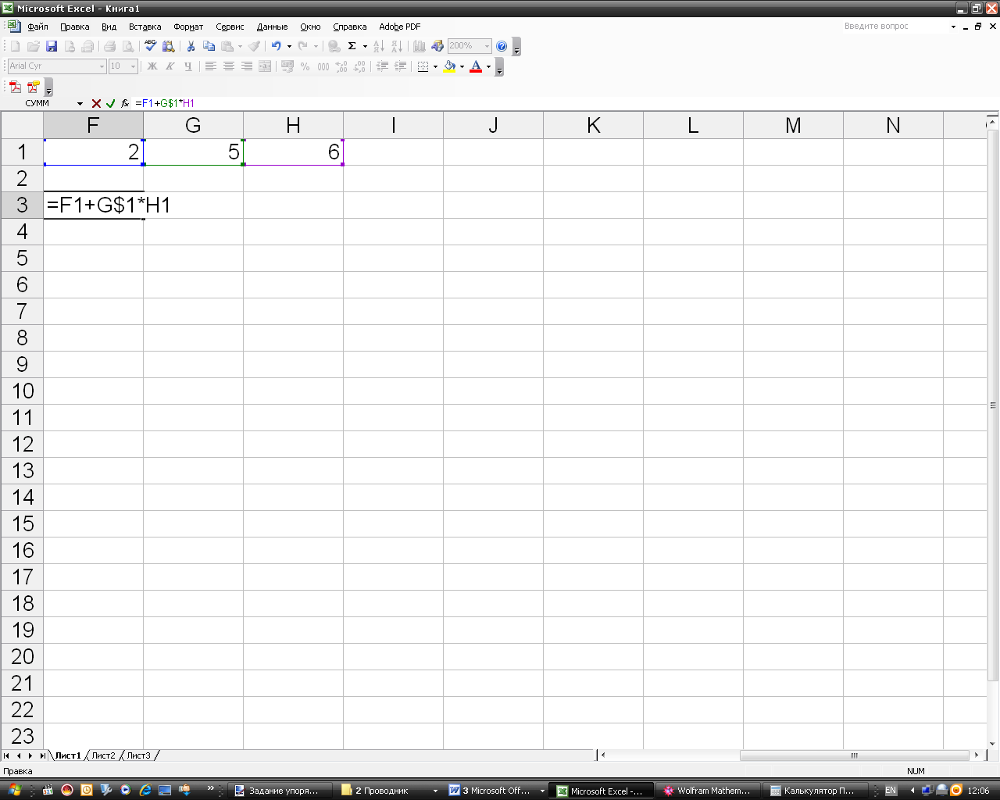 Microsoft Excel - Книга1
Файл Правка Вид Вставка Формат Сервис Данные Окно Справка Adobe PDF Введите вопрос
200%
Arial Cyr 10 Ж К Ч % 000
СУММ fx =F1+G$1*H1
F G H I J K L M N
1 2 5 6
2
3 =F1+G$1*H1
4
5
6
7
8
9
10
11
12
13
14
15
16
17
18
19
20
21
22
23
Лист1 Лист2 Лист3
Правка NUM
Задание упоря... 2 Проводник 3 Microsoft Off... Microsoft Excel -... Wolfram Mathem... Калькулятор П... EN 12:06